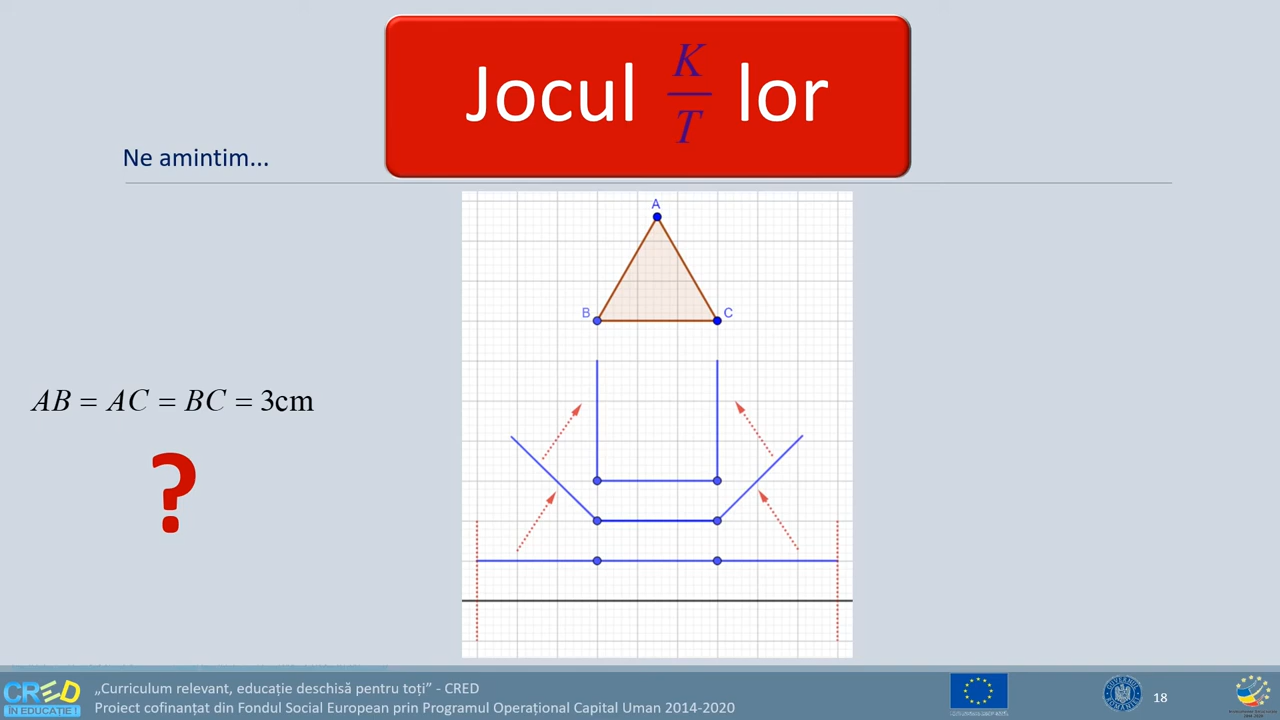 Jocul K/T lor
Ne amintim...
A
B
C
AB = AC = BC = 3cm
?
CRED
ÎN EDUCAȚIE !
„Curriculum relevant, educație deschisă pentru toți” - CRED
Proiect cofinanțat din Fondul Social European prin Programul Operațional Capital Uman 2014-2020
18